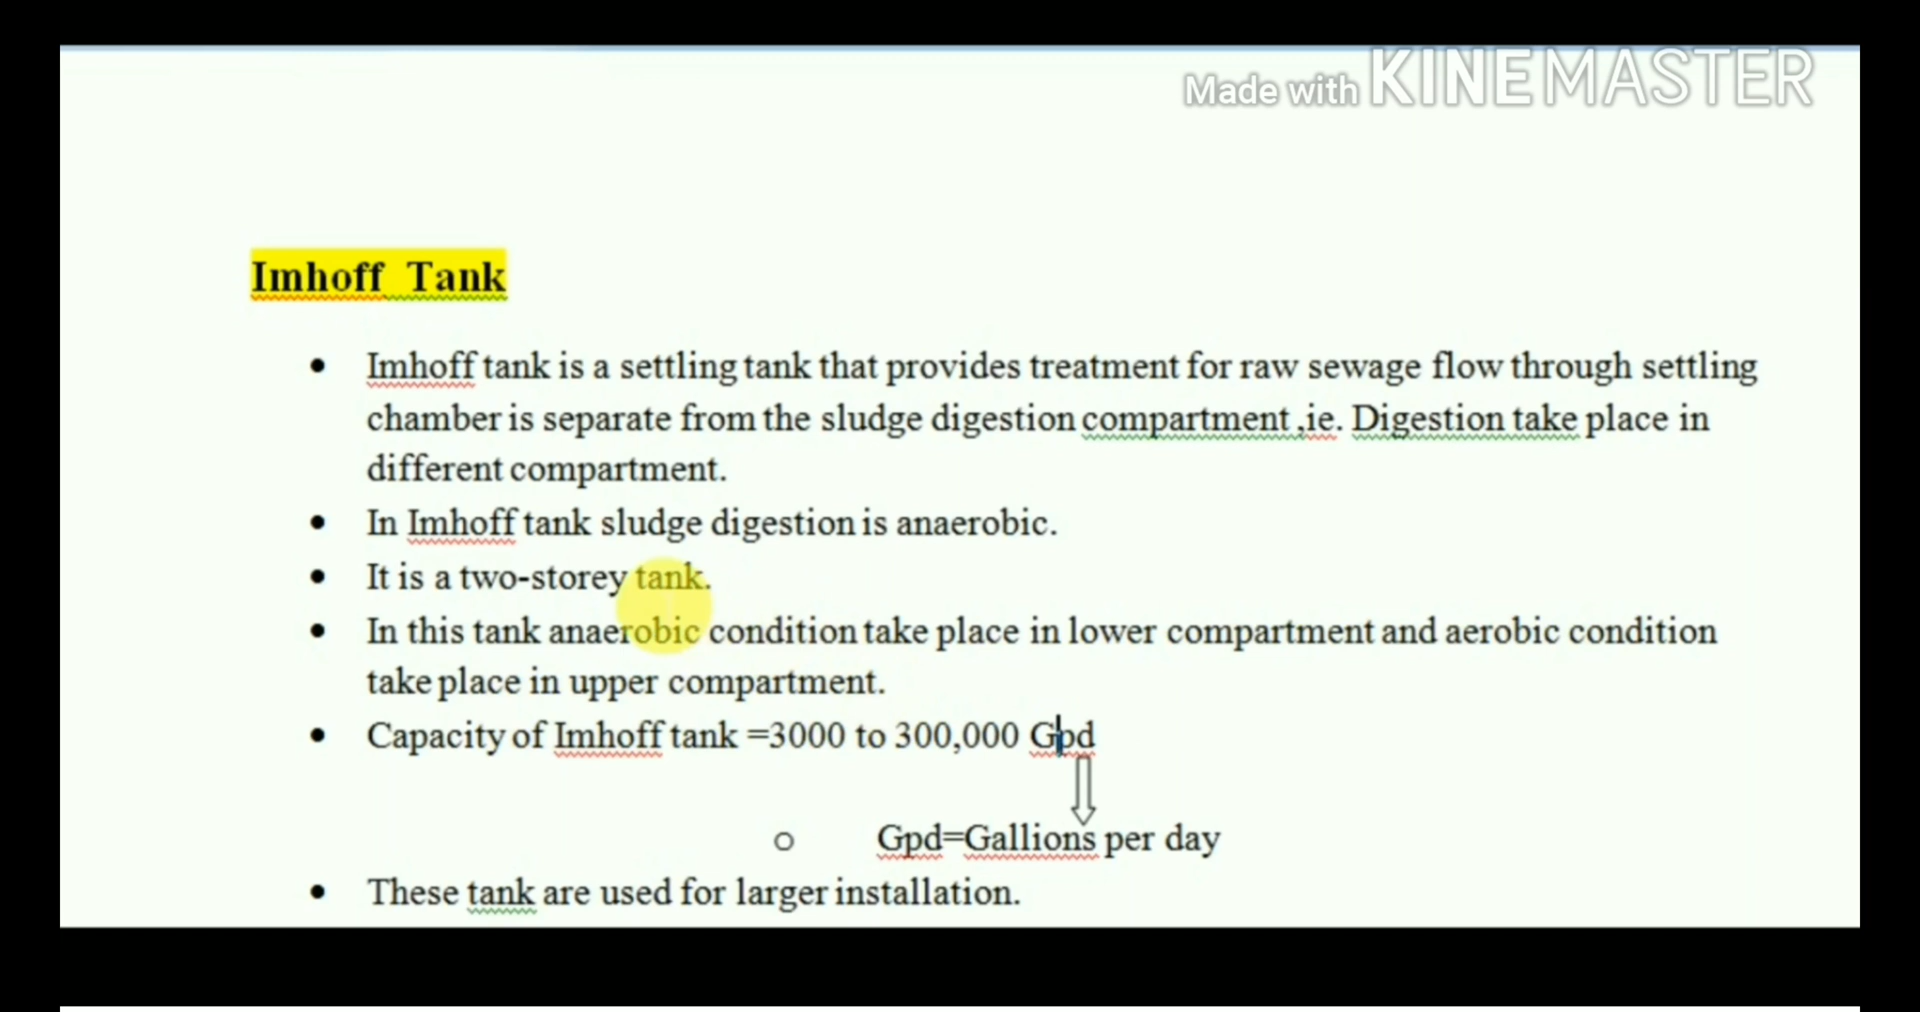 Made with KINEMASTER
Imhoff Tank
• Imhoff tank is a settling tank that provides treatment for raw sewage flow through settling
chamber is separate from the sludge digestion compartment ,ie. Digestion take place in
different compartment.
• In Imhoff tank sludge digestion is anaerobic.
• It is a two-storey tank.
• In this tank anaerobic condition take place in lower compartment and aerobic condition
take place in upper compartment.
• Capacity of Imhoff tank =3000 to 300,000 Gpd
o Gpd=Gallions per day
• These tank are used for larger installation.